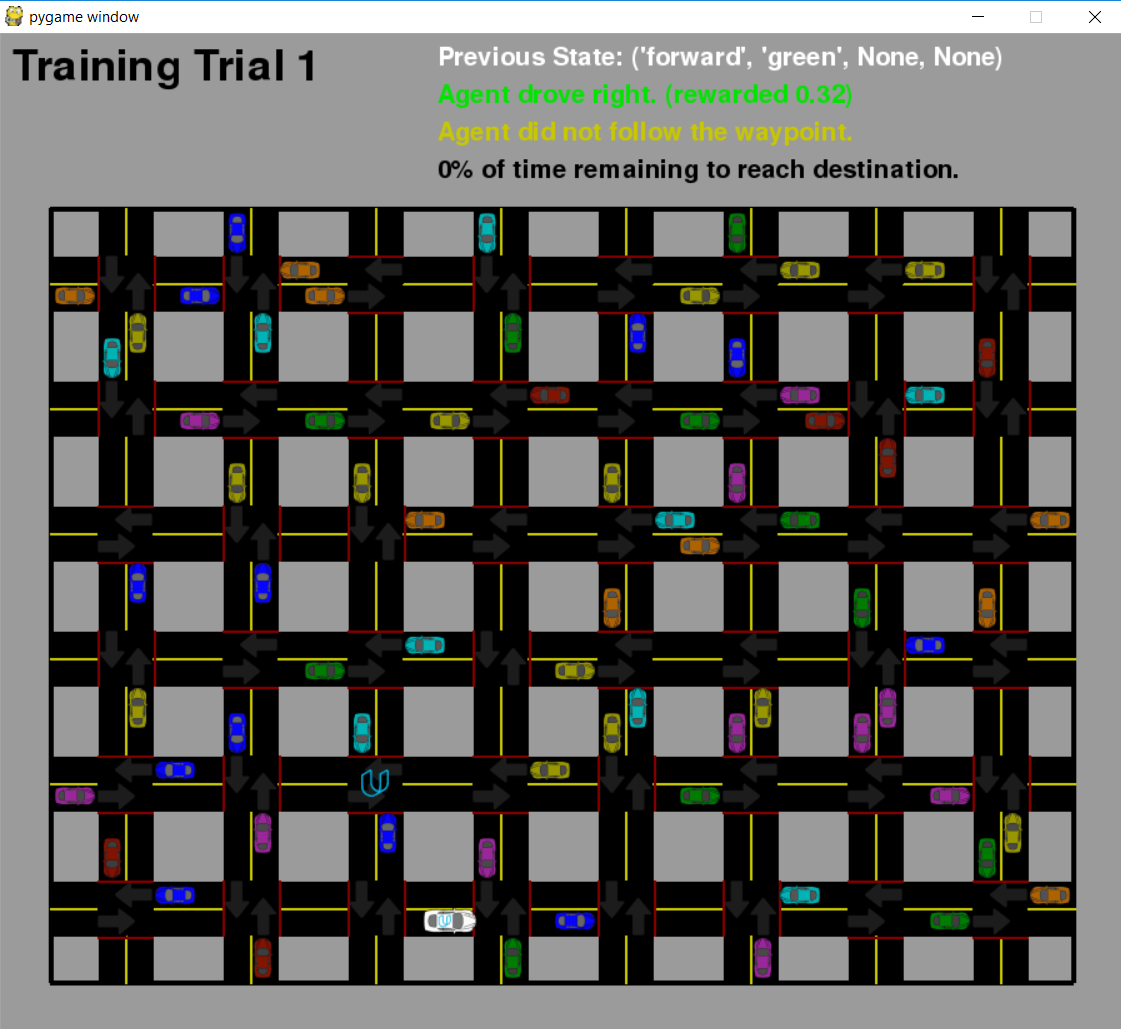 pygame window
Training Trial 1
Previous State: ('forward', 'green', None, None)
Agent drove right. (rewarded 0.32)
Agent did not follow the waypoint.
0% of time remaining to reach destination.